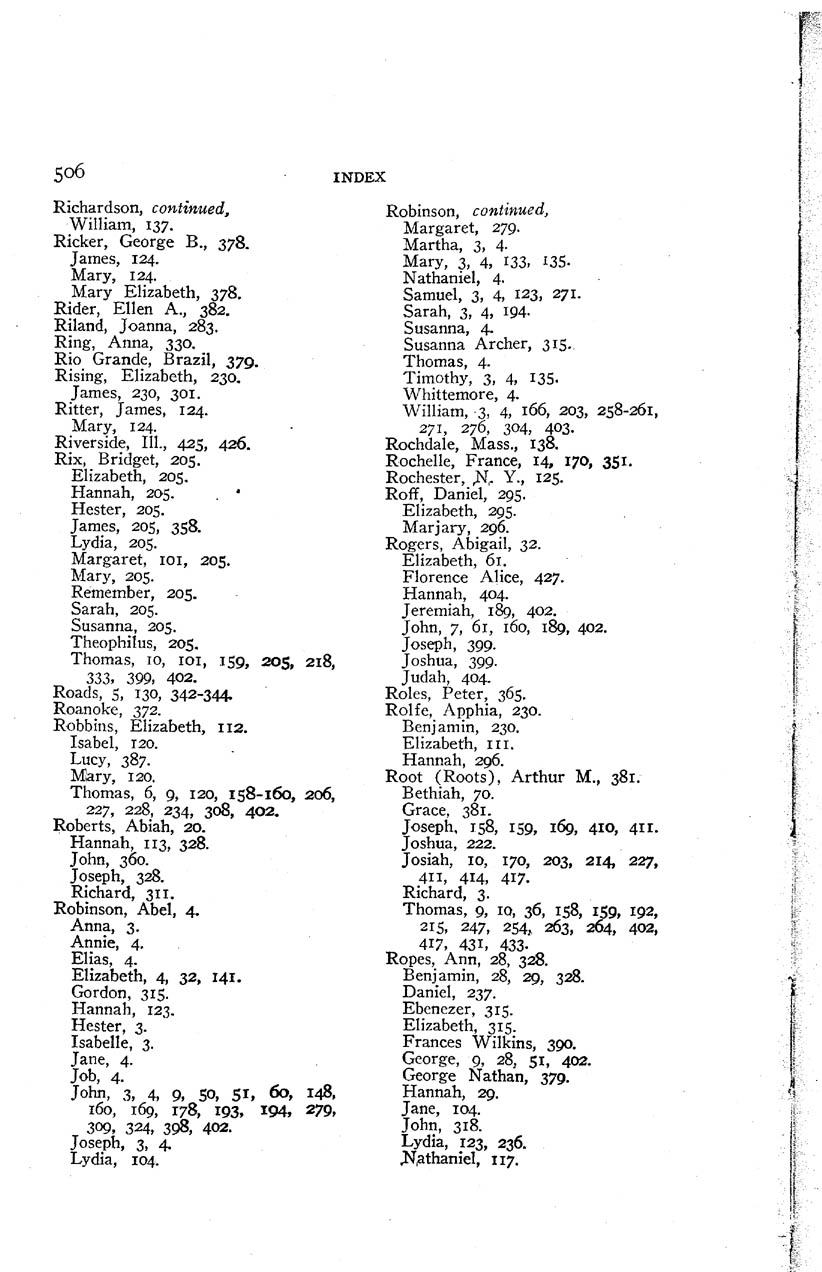 506
INDEX
Richardson, continued,
William, 137.
Ricker, George B., 378.
James, 124.
Mary, 124.
Mary Elizabeth, 378.
Rider, Ellen A., 382.
Riland, Joanna, 283.
Ring, Anna, 330.
Rio Grande, Brazil, 379.
Rising, Elizabeth, 230.
James, 230, 301.
Ritter, James, 124.
Mary, 124.
Riverside, Ill., 425, 426.
Rix, Bridget, 205.
Elizabeth, 205.
Hannah, 205.
Hester, 205.
James, 205, 358.
Lydia, 205.
Margaret, 101, 205.
Mary, 205.
Remember, 205.
Sarah, 205.
Susanna, 205.
Theophilus, 205.
Thomas, 10, 101, 159, 205, 218,
333, 399, 402.
Roads, 5, 130, 342-344.
Roanoke, 372.
Robbins, Elizabeth, 112.
Isabel, 120.
Lucy, 387.
Mary, 120.
Thomas, 6, 9, 120, 158-160, 206,
227, 228, 234, 308, 402.
Roberts, Abiah, 20.
Hannah, 113, 328.
John, 360.
Joseph, 328.
Richard, 311.
Robinson, Abel, 4.
Anna, 3.
Annie, 4.
Elias, 4.
Elizabeth, 4, 32, 141.
Gordon, 315.
Hannah, 123.
Hester, 3.
Isabelle, 3.
Jane, 4.
Job, 4.
John, 3, 4, 9, 50, 51, 60, 148,
160, 169, 178, 193, 194, 279,
309, 324, 398, 402.
Joseph, 3, 4.
Lydia, 104.
Robinson, continued,
Margaret, 279.
Martha, 3, 4.
Mary, 3, 4, 133, 135.
Nathaniel, 4.
Samuel, 3, 4, 123, 271.
Sarah, 3, 4, 194.
Susanna, 4.
Susanna Archer, 315.
Thomas, 4.
Timothy, 3, 4, 135.
Whittemore, 4.
William, 3, 4, 166, 203, 258-261,
271, 276, 304, 403.
Rochdale, Mass., 138.
Rochelle, France, 14, 170, 351.
Rochester, N. Y., 125.
Roff, Daniel, 295.
Elizabeth, 295.
Marjary, 296.
Rogers, Abigail, 32.
Elizabeth, 61.
Florence Alice, 427.
Hannah, 404.
Jeremiah, 189, 402.
John, 7, 61, 160, 189, 402.
Joseph, 399.
Joshua, 399.
Judah, 404.
Roles, Peter, 365.
Rolfe, Apphia, 230.
Benjamin, 230.
Elizabeth, 111.
Hannah, 296.
Root (Roots), Arthur M., 381.
Bethiah, 70.
Grace, 381.
Joseph, 158, 159, 169, 410, 411.
Joshua, 222.
Josiah, 10, 170, 203, 214, 227,
411, 414, 417.
Richard, 3.
Thomas, 9, 10, 36, 158, 159, 192,
215, 247, 254, 263, 264, 402,
417, 431, 433.
Ropes, Ann, 28, 328.
Benjamin, 28, 29, 328.
Daniel, 237.
Ebenezer, 315.
Elizabeth, 315.
Frances Wilkins, 390.
George, 9, 28, 51, 402.
George Nathan, 379.
Hannah, 29.
Jane, 104.
John, 318.
Lydia, 123, 236.
Nathaniel, 117.